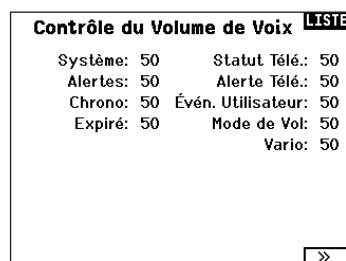 Contrôle du Volume de Voix LISTE
Système: 50 Statut Télé.: 50
Alertes: 50 Alerte Télé.: 50
Chrono: 50 Évén. Utilisateur: 50
Expiré: 50 Mode de Vol: 50
Vario: 50
»